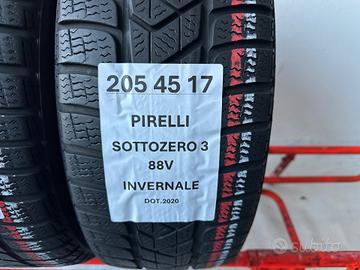 205 45 17
PIRELLI
SOTTOZERO 3
88V
INVERNALE
DOT.2020
subito